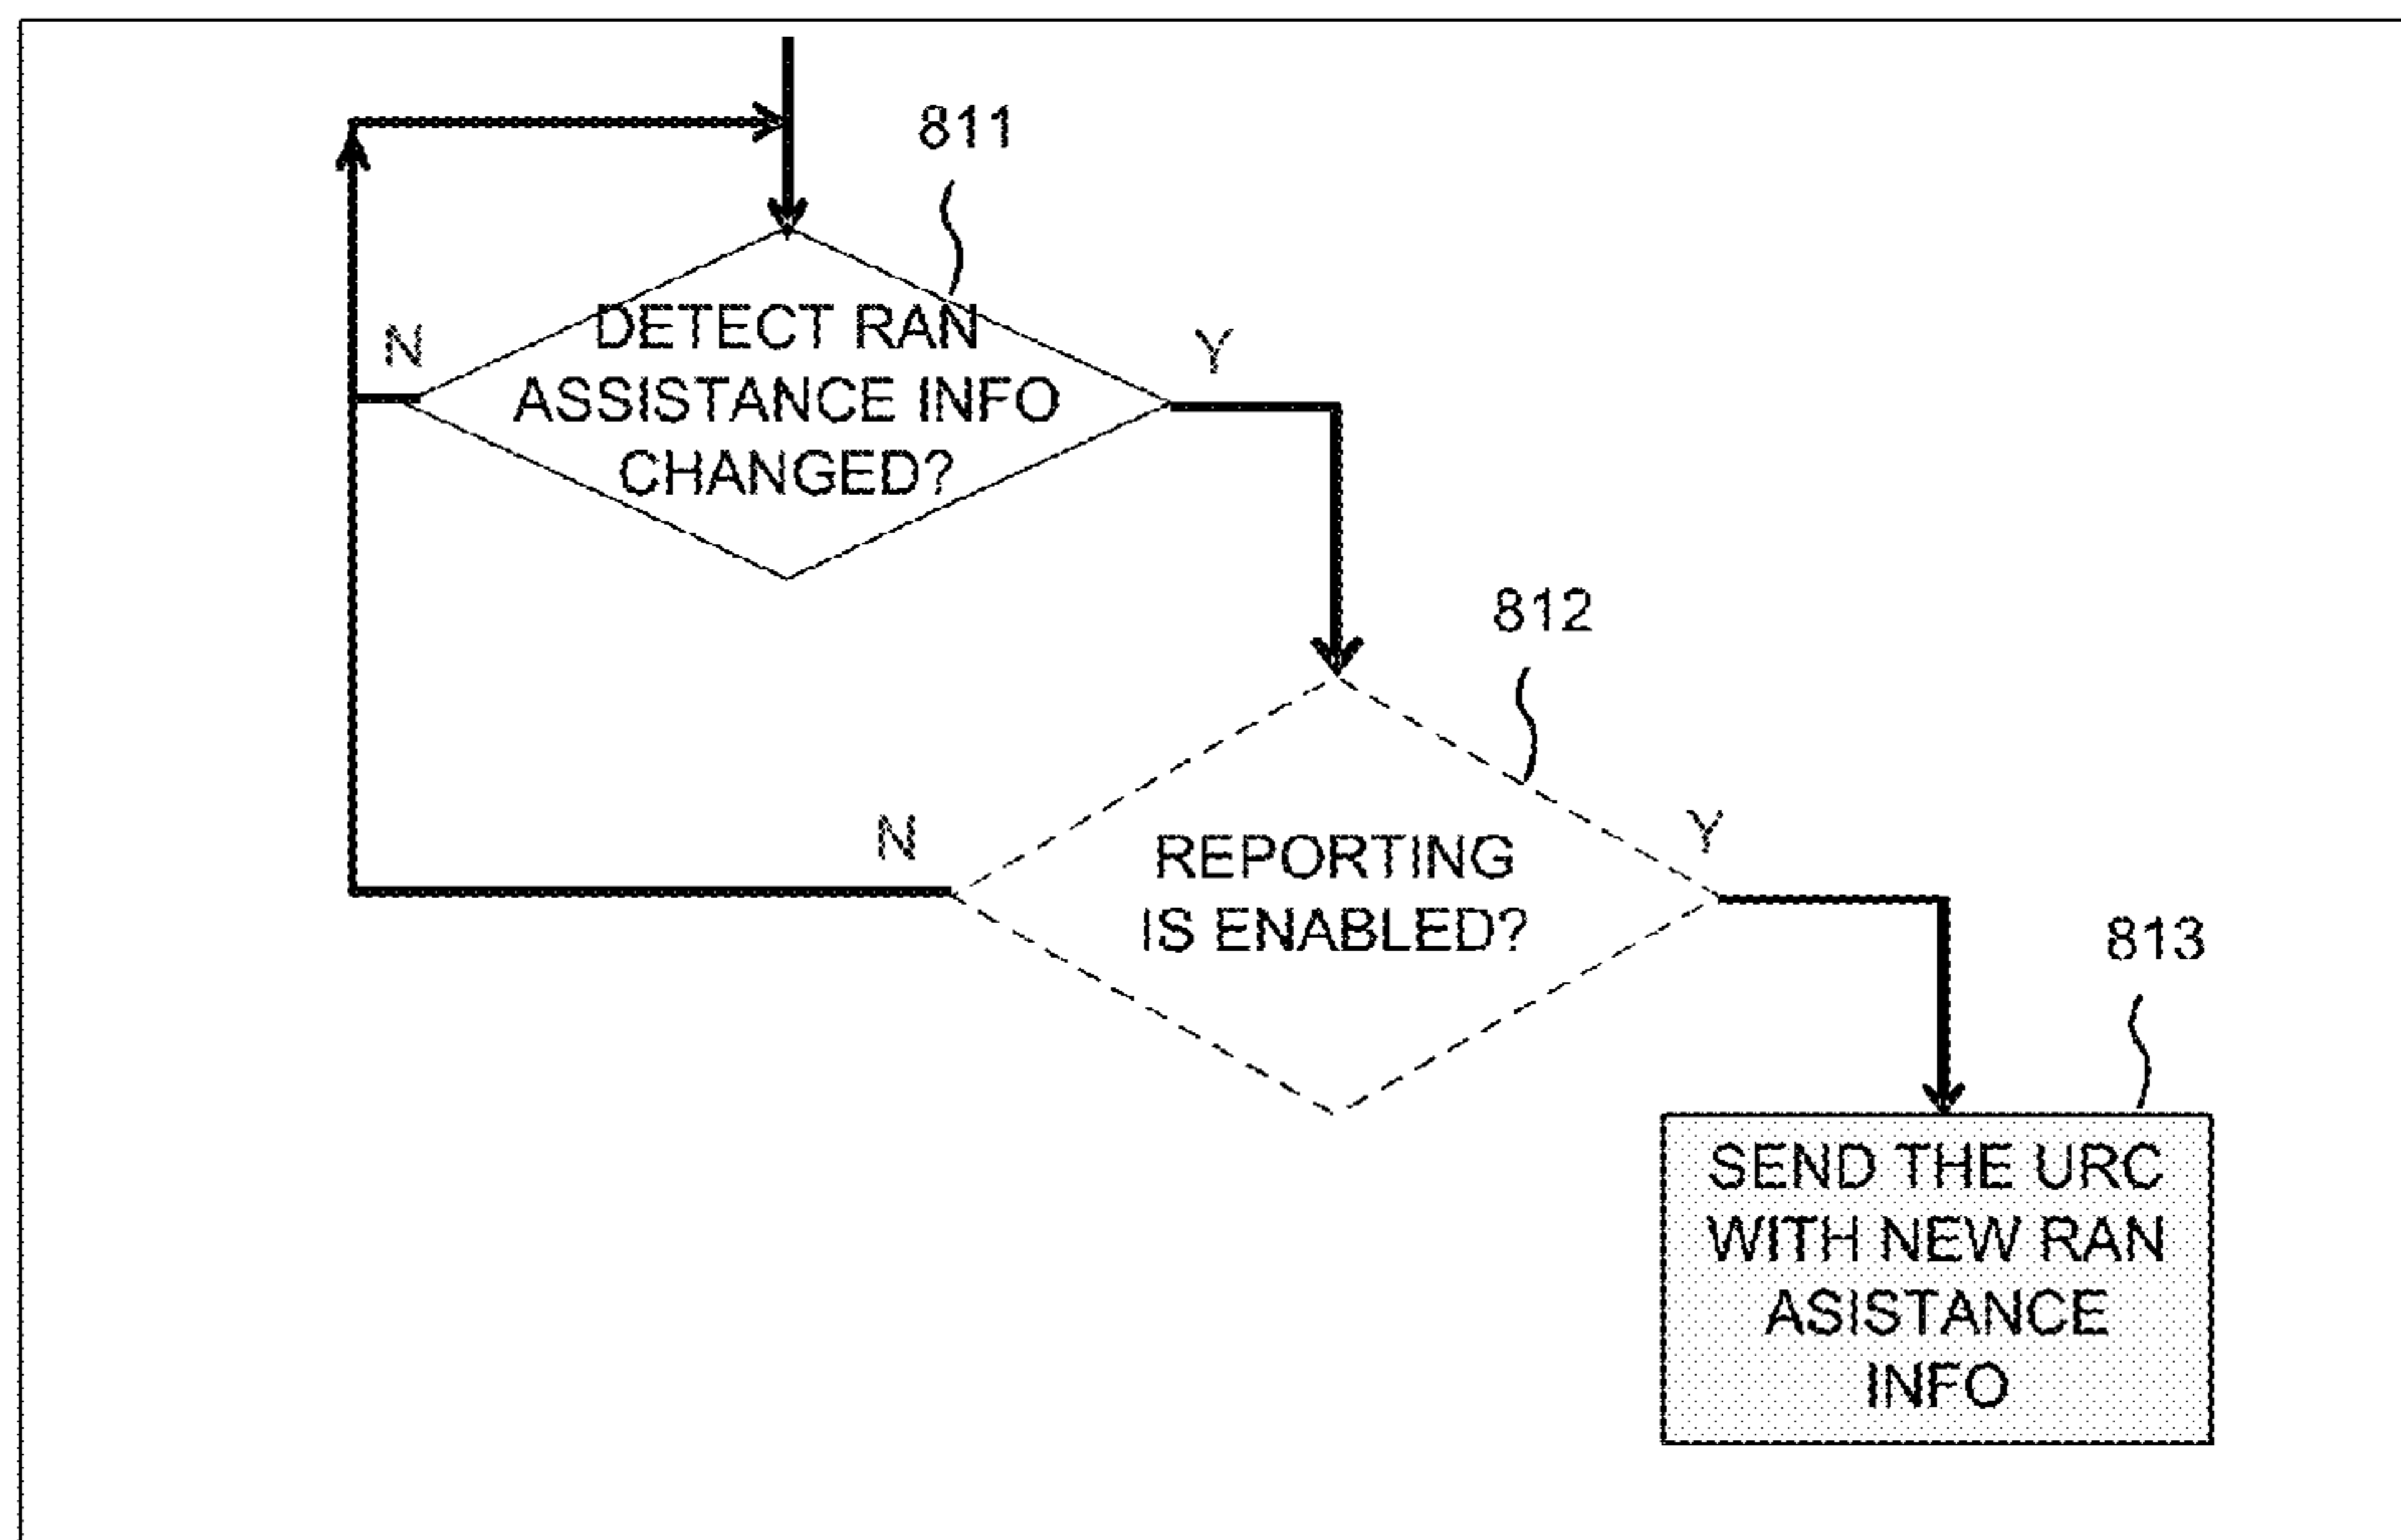 811
DETECT RAN
ASSISTANCE INFO
CHANGED?
N
Y
812
REPORTING
IS ENABLED?
N
Y
813
SEND THE URC
WITH NEW RAN
ASISTANCE
INFO